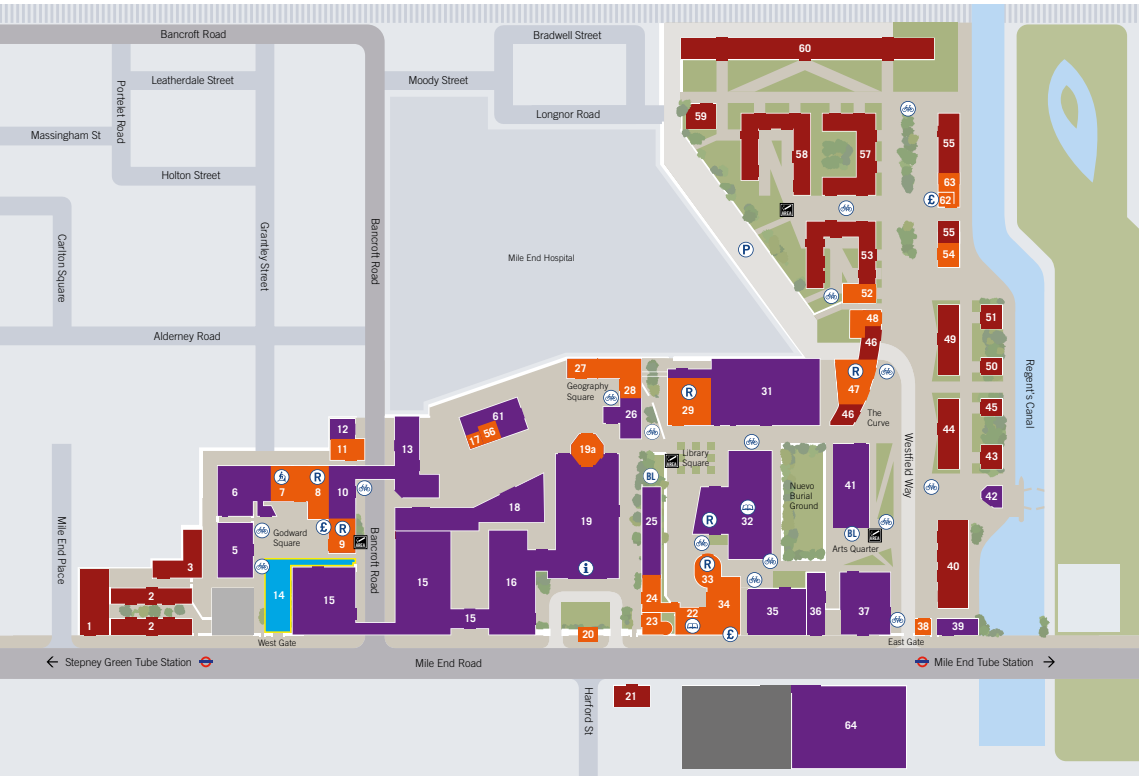 Bancroft Road
Bradwell Street
60
Leatherdale Street
Moody Street
Portelet Road
Longnor Road
59
Massingham St
58
57
55
Holton Street
63
£
62
Carlton Square
Grantley Street
Bancroft Road
AREA
P
55
54
53
Mile End Hospital
52
48
51
Alderney Road
46
49
27
R
50
Geography
Square
28
R
31
47
Regent's Canal
29
61
26
46
The
Curve
45
12
17
56
44
11
13
19a
Library
Square
AREA
43
Westfield Way
BL
41
6
7
R
8
10
Nuevo
Burial
Ground
42
18
25
R
32
£
R
Godward
Square
9
AREA
19
BL
AREA
5
Arts Quarter
Bancroft Road
Mile End Place
3
i
R
33
40
15
16
2
14
15
24
34
35
36
37
22
1
2
15
23
38
39
20
£
West Gate
East Gate
Stepney Green Tube Station
Mile End Road
Mile End Tube Station
Harford St
21
64